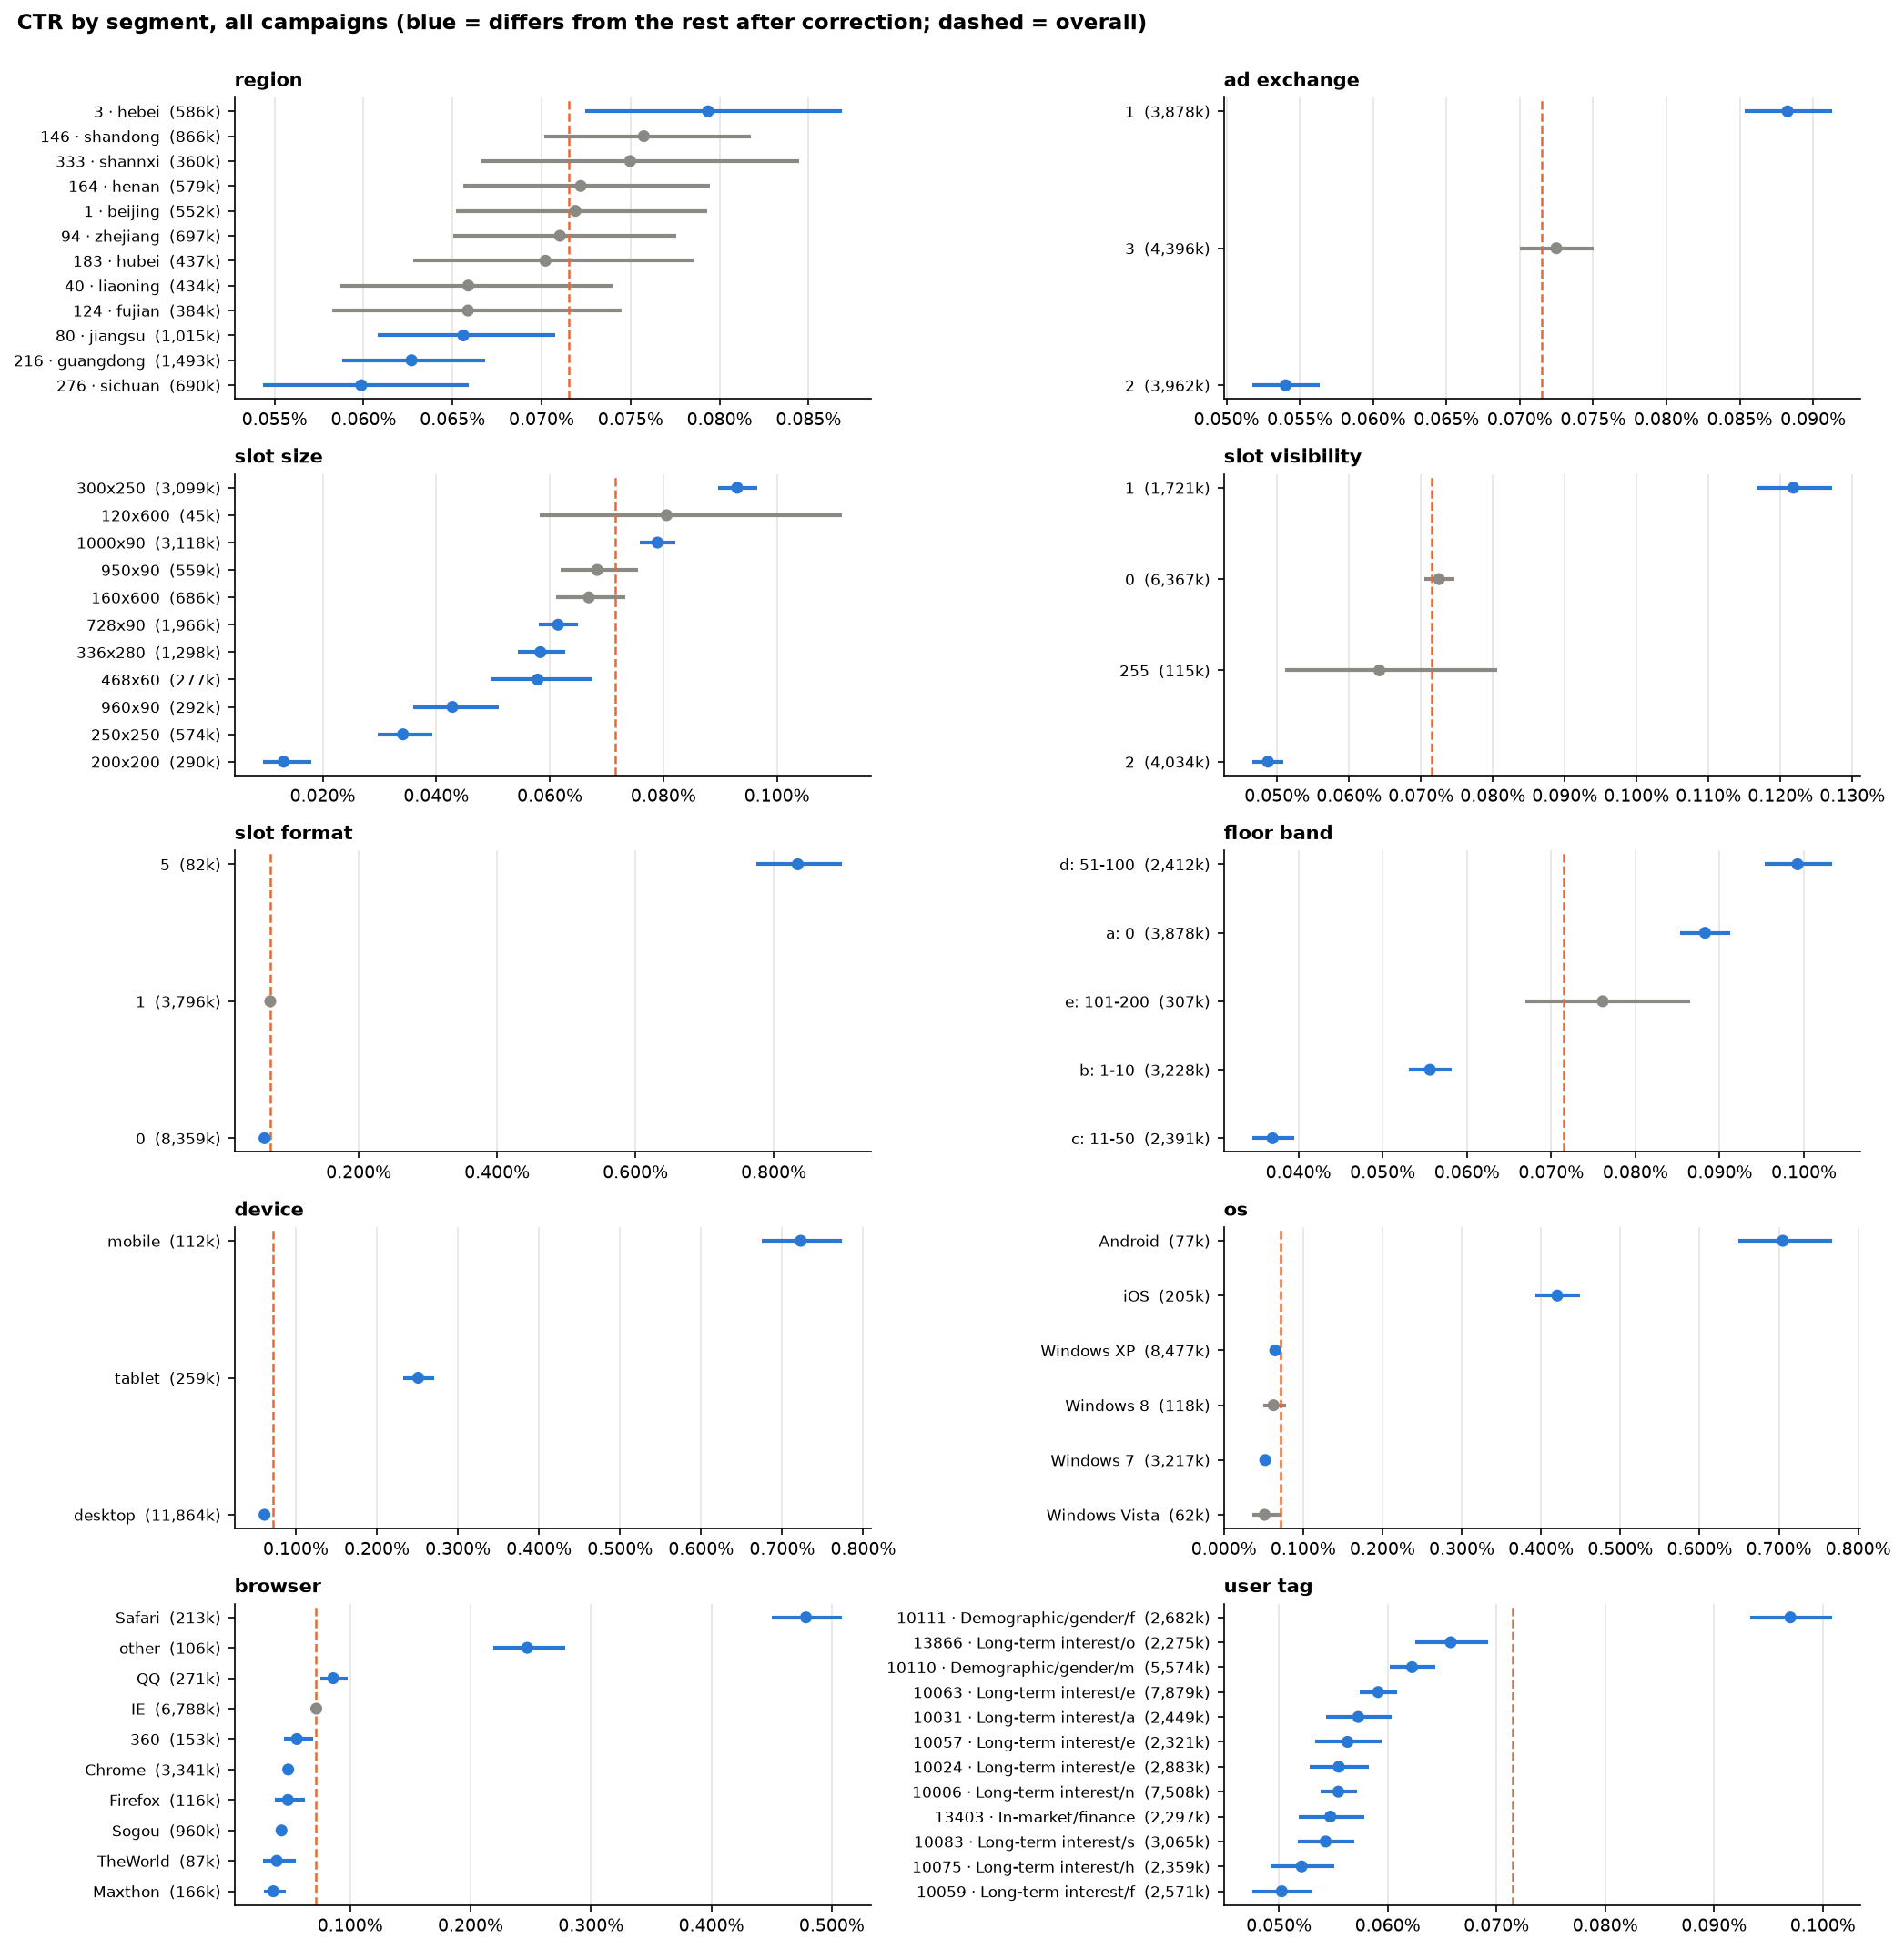 CTR by segment, all campaigns (blue = differs from the rest after correction; dashed = overall)
region
3 · hebei (586k)
146 · shandong (866k)
333 · shannxi (360k)
164 · henan (579k)
1 · beijing (552k)
94 · zhejiang (697k)
183 · hubei (437k)
40 · liaoning (434k)
124 · fujian (384k)
80 · jiangsu (1,015k)
216 · guangdong (1,493k)
276 · sichuan (690k)
0.055% 0.060% 0.065% 0.070% 0.075% 0.080% 0.085%
ad exchange
1 (3,878k)
3 (4,396k)
2 (3,962k)
0.050% 0.055% 0.060% 0.065% 0.070% 0.075% 0.080% 0.085% 0.090%
slot size
300x250 (3,099k)
120x600 (45k)
1000x90 (3,118k)
950x90 (559k)
160x600 (686k)
728x90 (1,966k)
336x280 (1,298k)
468x60 (277k)
960x90 (292k)
250x250 (574k)
200x200 (290k)
0.020% 0.040% 0.060% 0.080% 0.100%
slot visibility
1 (1,721k)
0 (6,367k)
255 (115k)
2 (4,034k)
0.050% 0.060% 0.070% 0.080% 0.090% 0.100% 0.110% 0.120% 0.130%
slot format
5 (82k)
1 (3,796k)
0 (8,359k)
0.200% 0.400% 0.600% 0.800%
floor band
d: 51-100 (2,412k)
a: 0 (3,878k)
e: 101-200 (307k)
b: 1-10 (3,228k)
c: 11-50 (2,391k)
0.040% 0.050% 0.060% 0.070% 0.080% 0.090% 0.100%
device
mobile (112k)
tablet (259k)
desktop (11,864k)
0.100% 0.200% 0.300% 0.400% 0.500% 0.600% 0.700% 0.800%
os
Android (77k)
iOS (205k)
Windows XP (8,477k)
Windows 8 (118k)
Windows 7 (3,217k)
Windows Vista (62k)
0.000% 0.100% 0.200% 0.300% 0.400% 0.500% 0.600% 0.700% 0.800%
browser
Safari (213k)
other (106k)
QQ (271k)
IE (6,788k)
360 (153k)
Chrome (3,341k)
Firefox (116k)
Sogou (960k)
TheWorld (87k)
Maxthon (166k)
0.100% 0.200% 0.300% 0.400% 0.500%
user tag
10111 · Demographic/gender/f (2,682k)
13866 · Long-term interest/o (2,275k)
10110 · Demographic/gender/m (5,574k)
10063 · Long-term interest/e (7,879k)
10031 · Long-term interest/a (2,449k)
10057 · Long-term interest/e (2,321k)
10024 · Long-term interest/e (2,883k)
10006 · Long-term interest/n (7,508k)
13403 · In-market/finance (2,297k)
10083 · Long-term interest/s (3,065k)
10075 · Long-term interest/h (2,359k)
10059 · Long-term interest/f (2,571k)
0.050% 0.060% 0.070% 0.080% 0.090% 0.100%